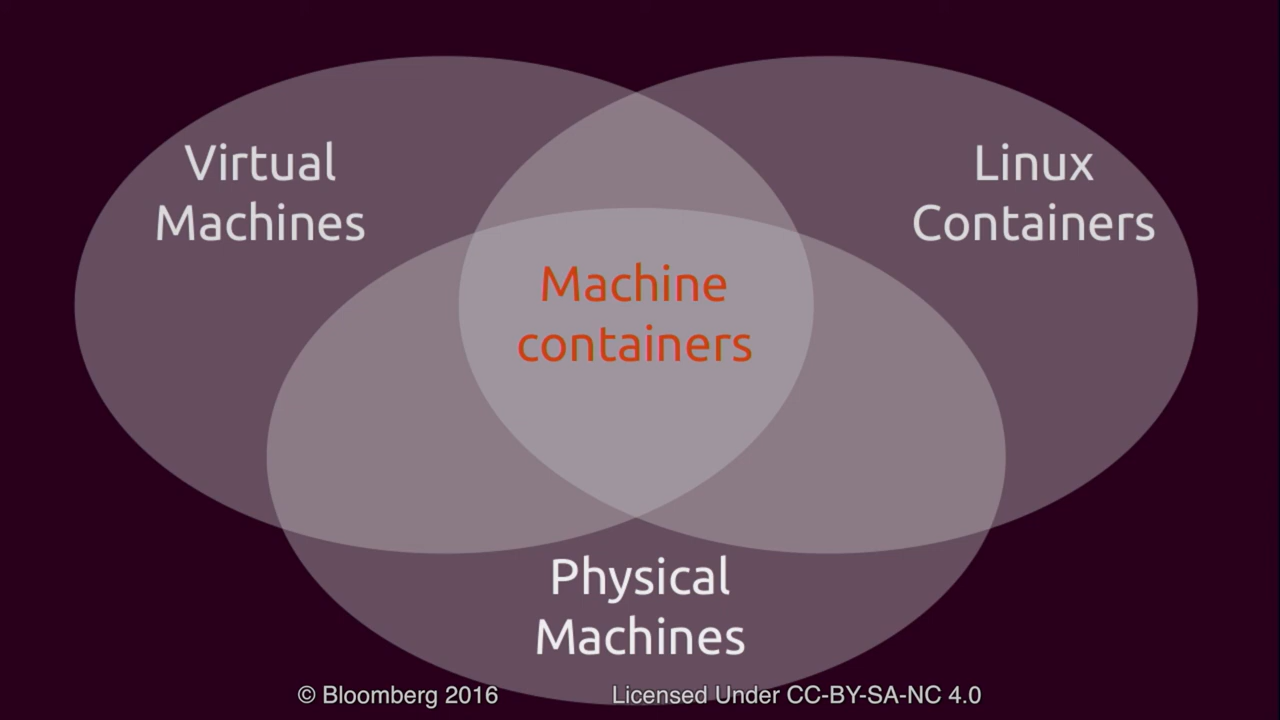 Virtual
Machines
Linux
Containers
Machine
containers
Physical
Machines
© Bloomberg 2016
Licensed Under CC-BY-SA-NC 4.0